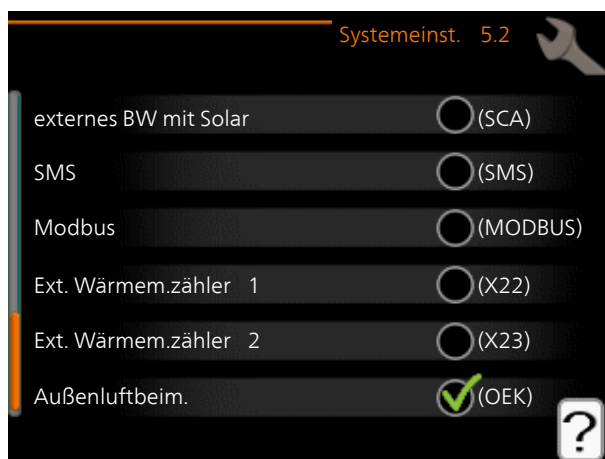 Systemeinst. 5.2
externes BW mit Solar (SCA)
SMS (SMS)
Modbus (MODBUS)
Ext. Wärmem.zähler 1 (X22)
Ext. Wärmem.zähler 2 (X23)
Außenluftbeim. (OEK)
?